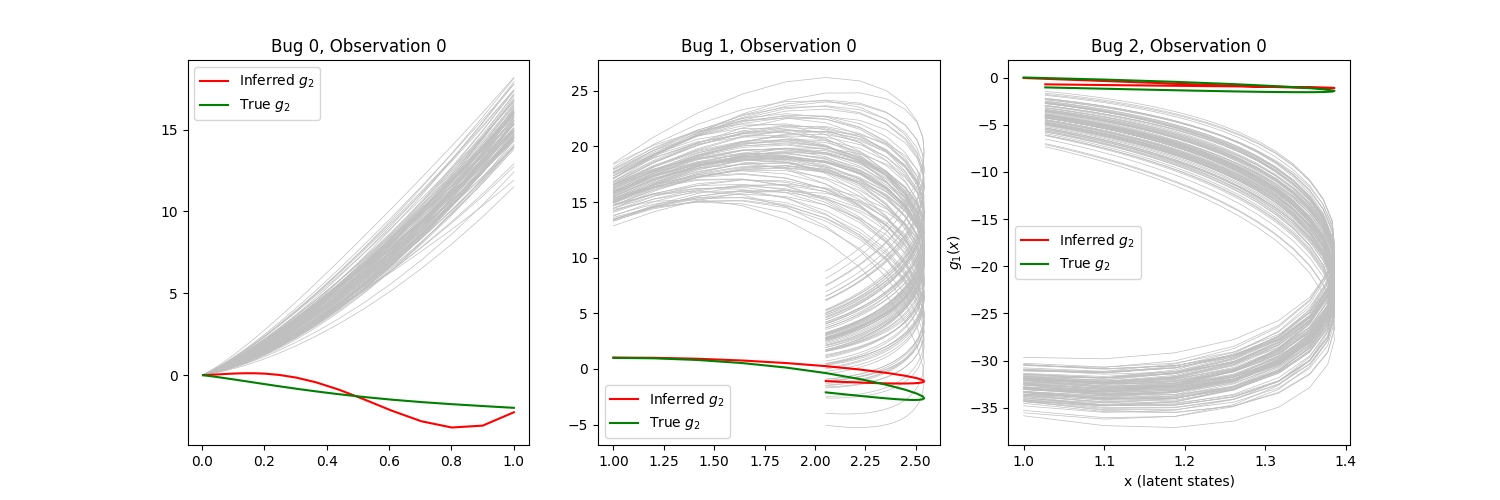 Bug 0, Observation 0
Inferred g₂
True g₂
15
10
5
0
0.0 0.2 0.4 0.6 0.8 1.0
Bug 1, Observation 0
25
20
15
10
5
0
−5
Inferred g₂
True g₂
1.00 1.25 1.50 1.75 2.00 2.25 2.50
Bug 2, Observation 0
g₁(x)
0
−5
−10
−15
−20
−25
−30
−35
Inferred g₂
True g₂
1.0 1.1 1.2 1.3 1.4
x (latent states)